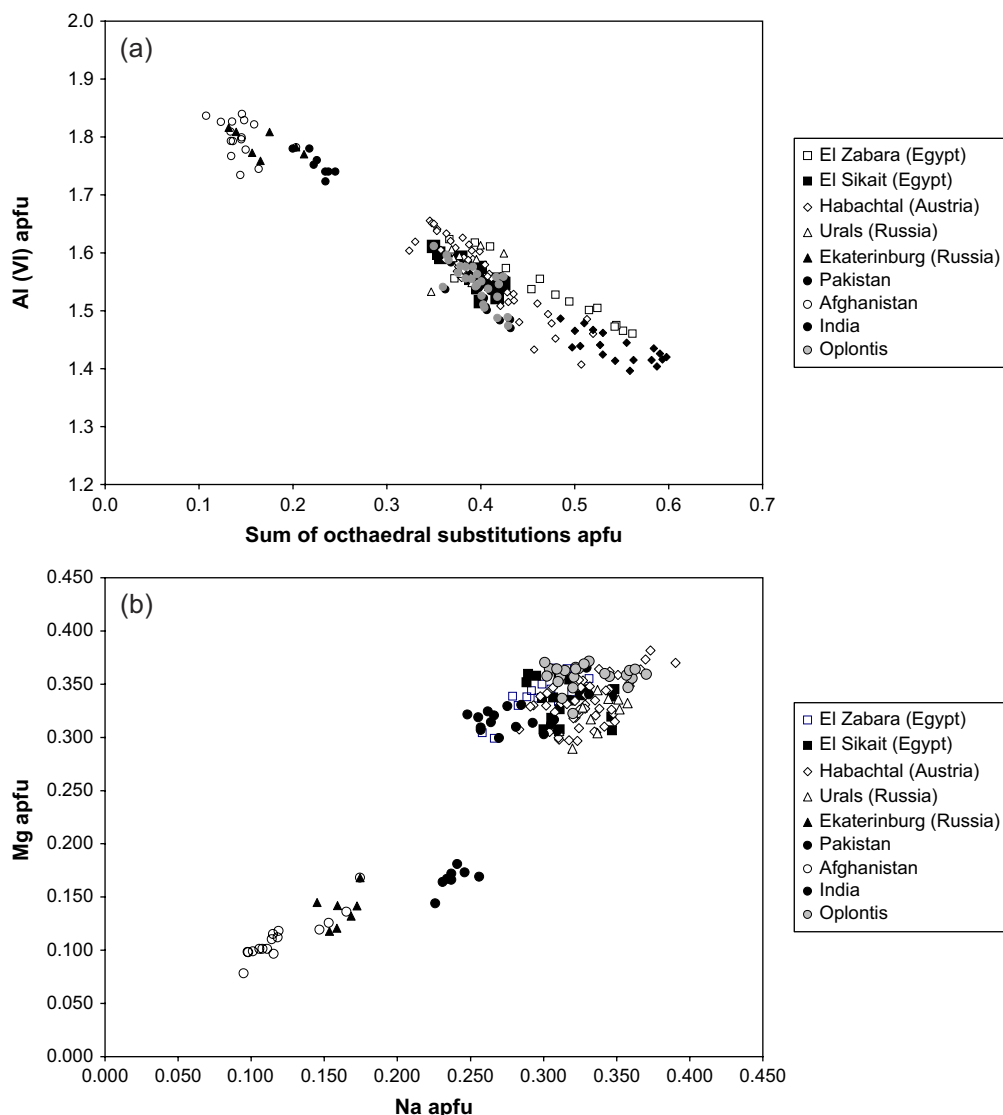 (a)
Al (VI) apfu
2.0
1.9
1.8
1.7
1.6
1.5
1.4
1.3
1.2
0.0 0.1 0.2 0.3 0.4 0.5 0.6 0.7
Sum of octhaedral substitutions apfu
El Zabara (Egypt)
El Sikait (Egypt)
Habachtal (Austria)
Urals (Russia)
Ekaterinburg (Russia)
Pakistan
Afghanistan
India
Oplontis
(b)
Mg apfu
0.450
0.400
0.350
0.300
0.250
0.200
0.150
0.100
0.050
0.000
0.000 0.050 0.100 0.150 0.200 0.250 0.300 0.350 0.400 0.450
Na apfu
El Zabara (Egypt)
El Sikait (Egypt)
Habachtal (Austria)
Urals (Russia)
Ekaterinburg (Russia)
Pakistan
Afghanistan
India
Oplontis